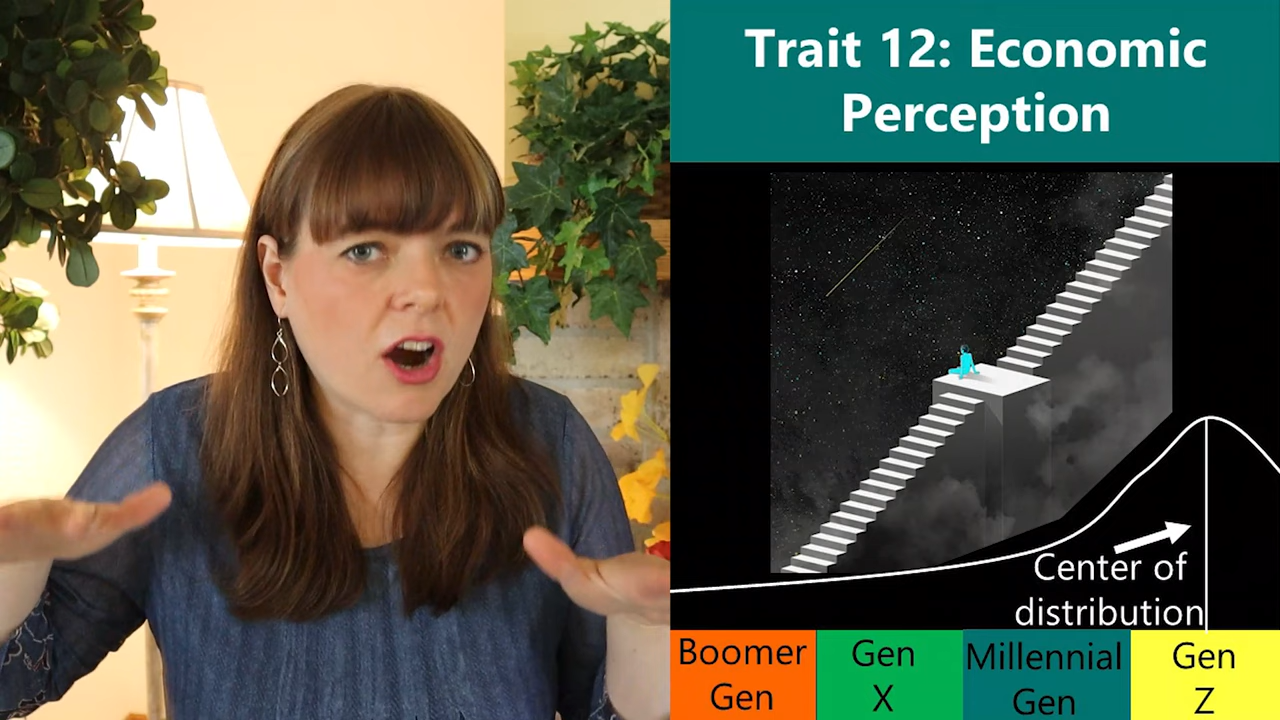 Trait 12: Economic
Perception
Center of
distribution
Boomer
Gen
Gen
X
Millennial
Gen
Gen
Z